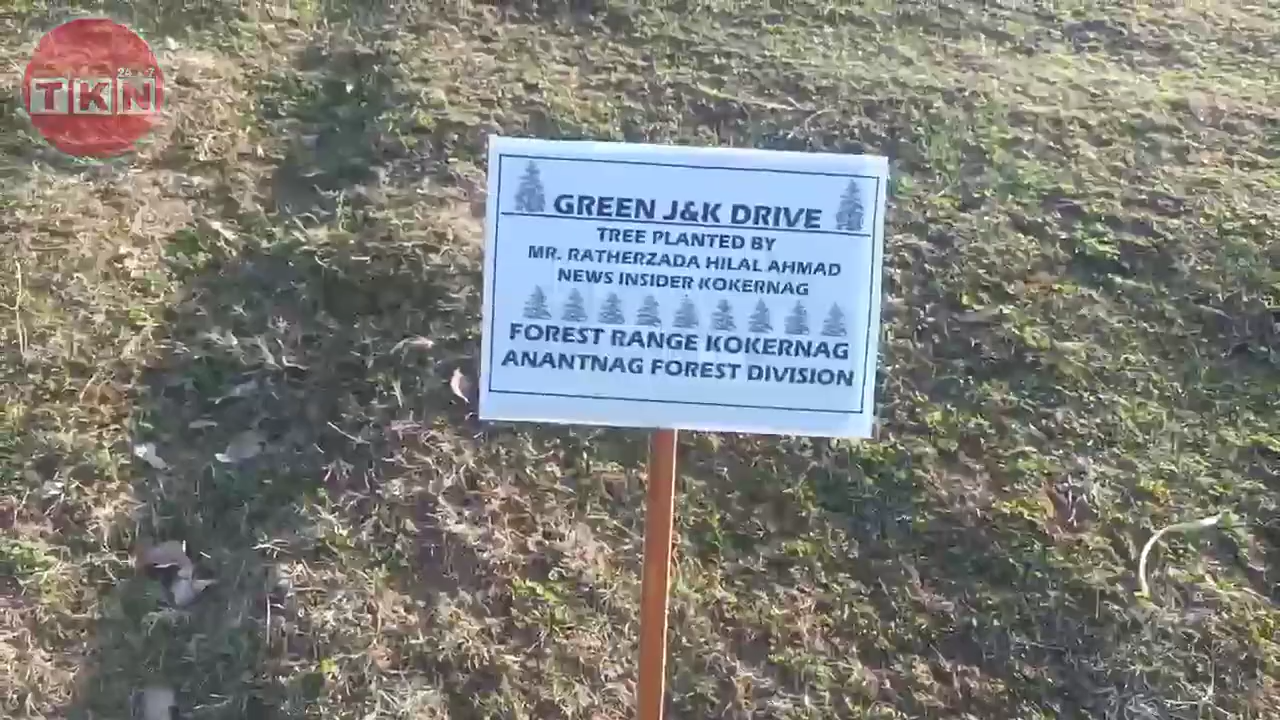 24x7
TKN
GREEN J&K DRIVE
TREE PLANTED BY
MR. RATHERZADA HILAL AHMAD
NEWS INSIDER KOKERNAG
FOREST RANGE KOKERNAG
ANANTNAG FOREST DIVISION